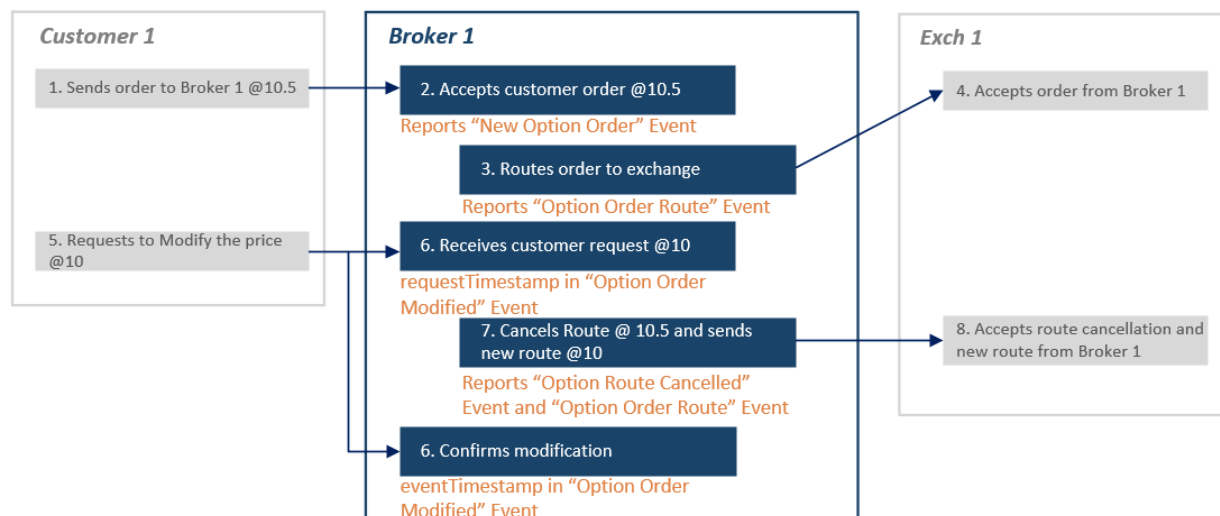 Customer 1
Broker 1
Exch 1
1. Sends order to Broker 1 @10.5
2. Accepts customer order @10.5
4. Accepts order from Broker 1
Reports “New Option Order” Event
3. Routes order to exchange
Reports “Option Order Route” Event
5. Requests to Modify the price
@10
6. Receives customer request @10
requestTimestamp in “Option Order
Modified” Event
7. Cancels Route @ 10.5 and sends
new route @10
8. Accepts route cancellation and
new route from Broker 1
Reports “Option Route Cancelled”
Event and “Option Order Route” Event
6. Confirms modification
eventTimestamp in “Option Order
Modified” Event